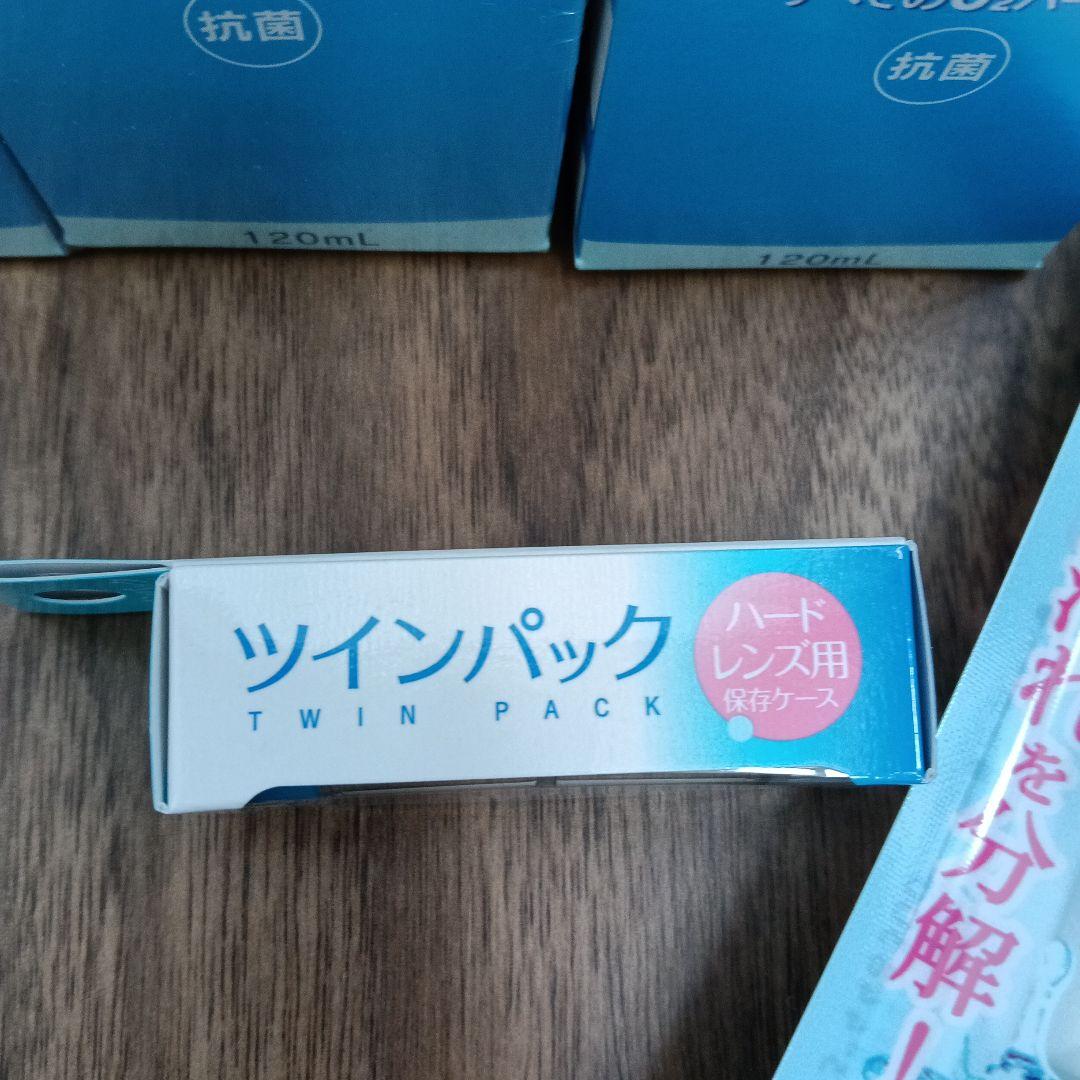 抗菌
120mL
抗菌
120mL
ツインパック
TWIN PACK
ハード
レンズ用
保存ケース
を分解!